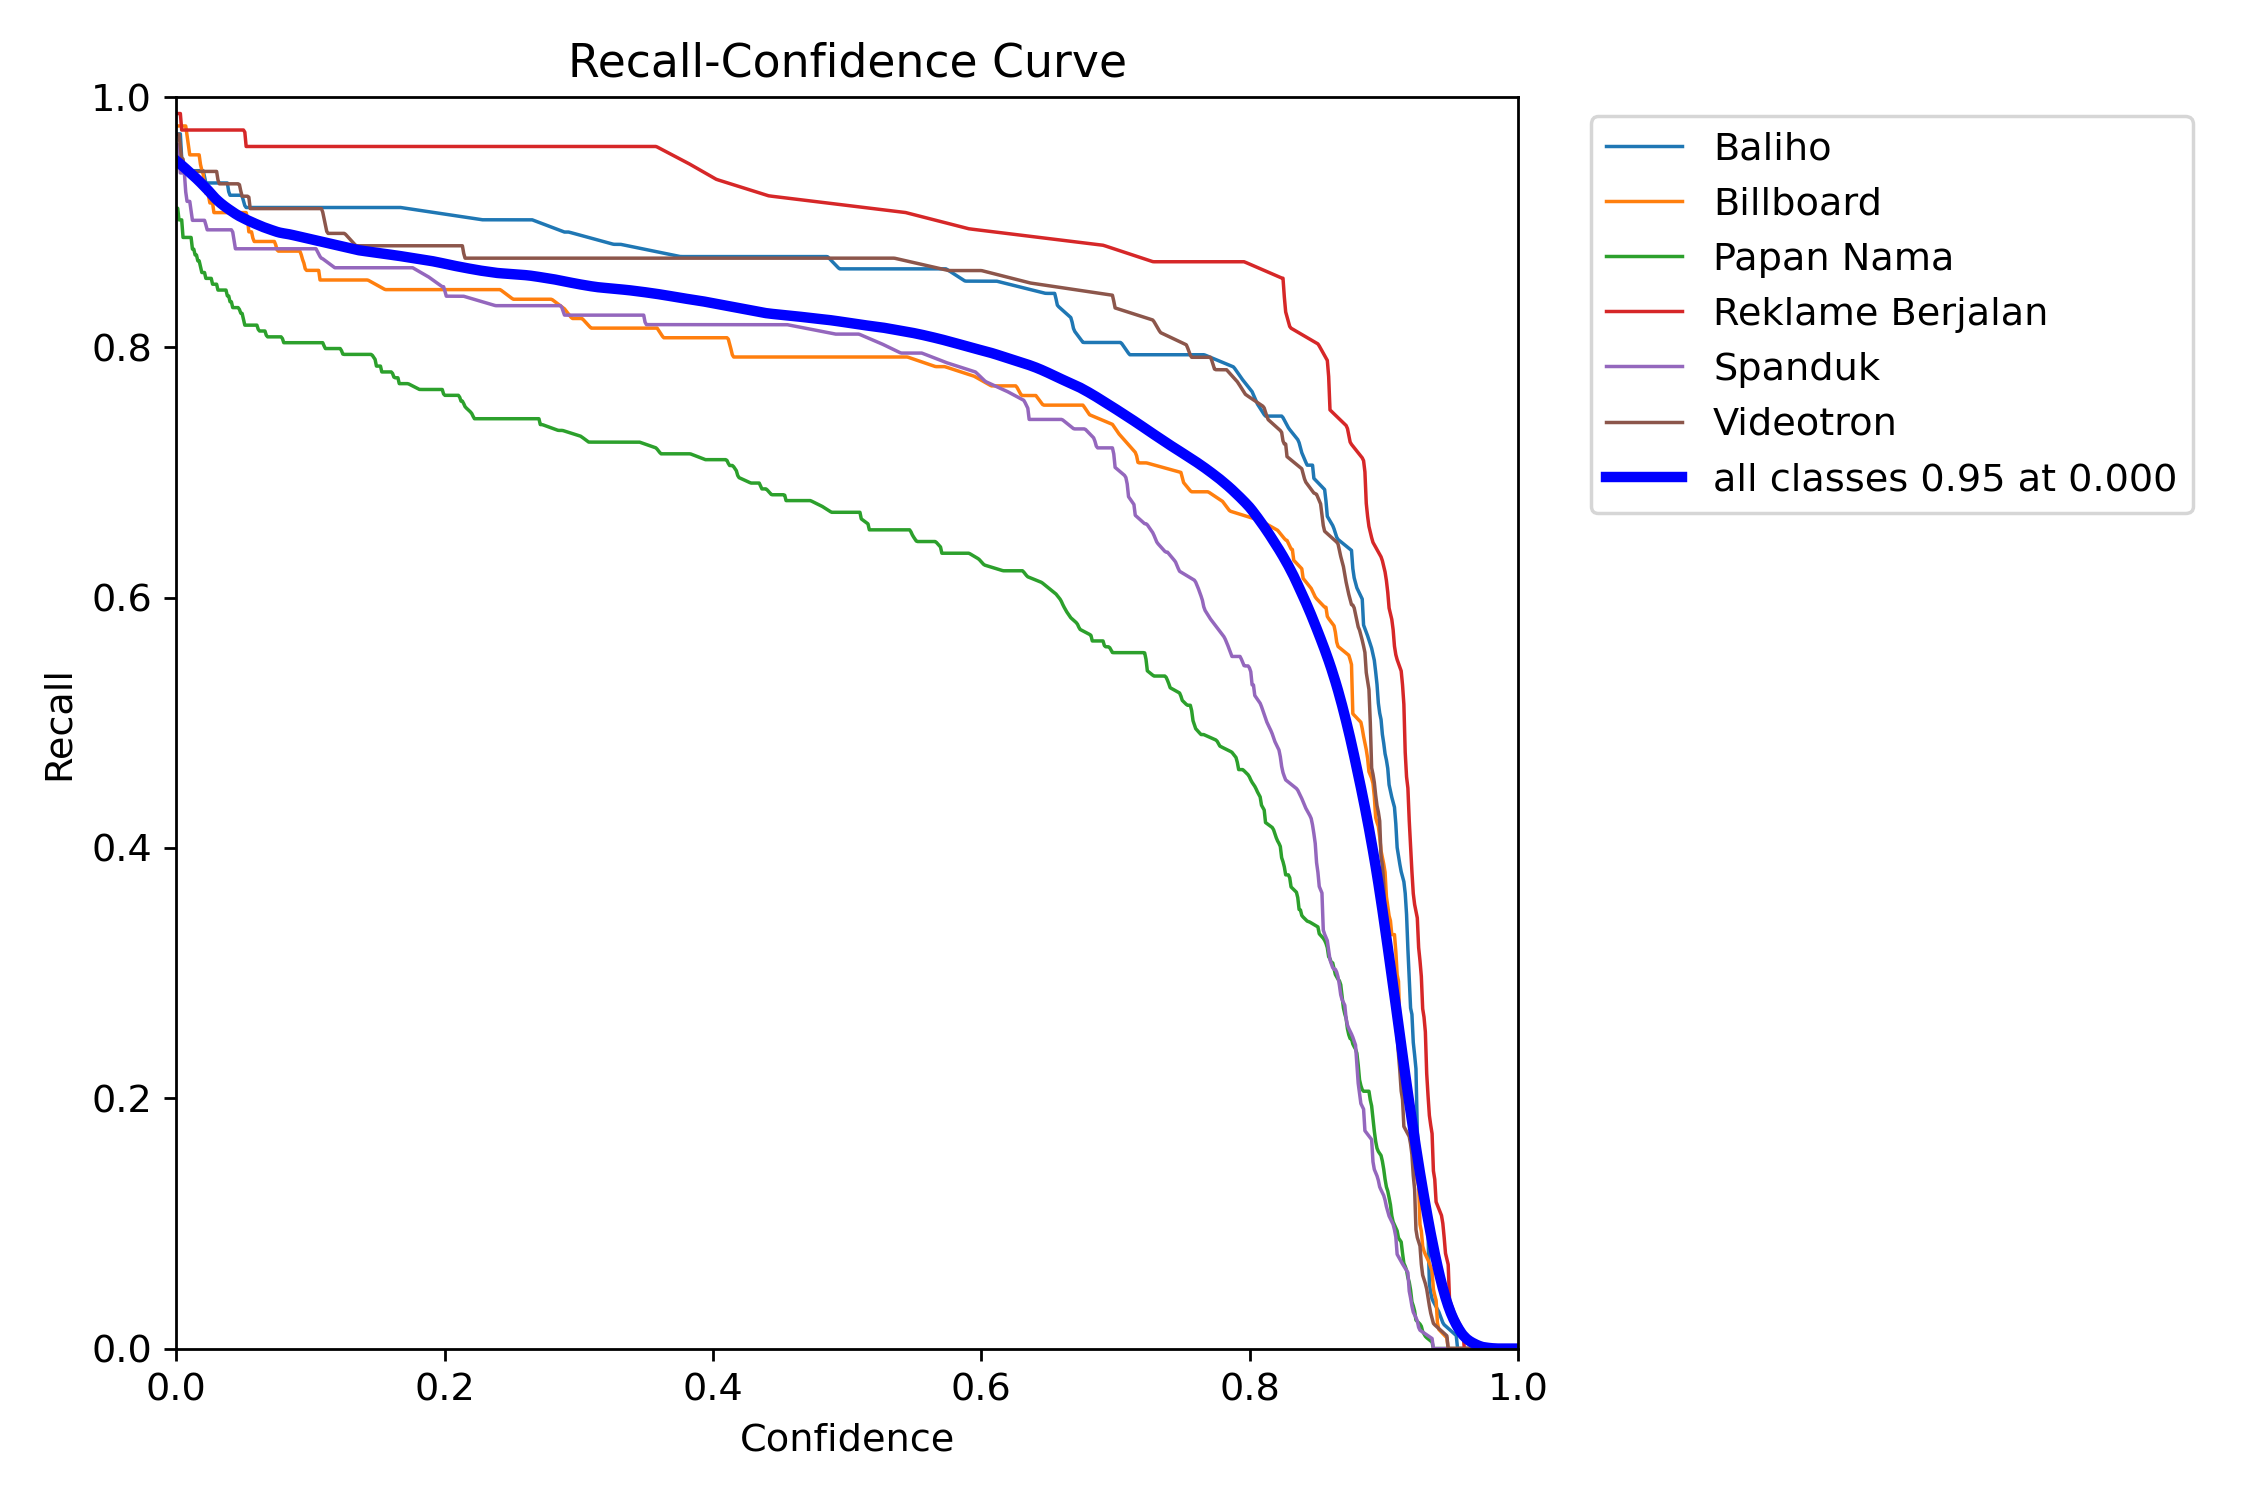 Recall-Confidence Curve
1.0
0.8
0.6
0.4
0.2
0.0
Recall
0.0 0.2 0.4 0.6 0.8 1.0
Confidence
Baliho
Billboard
Papan Nama
Reklame Berjalan
Spanduk
Videotron
all classes 0.95 at 0.000